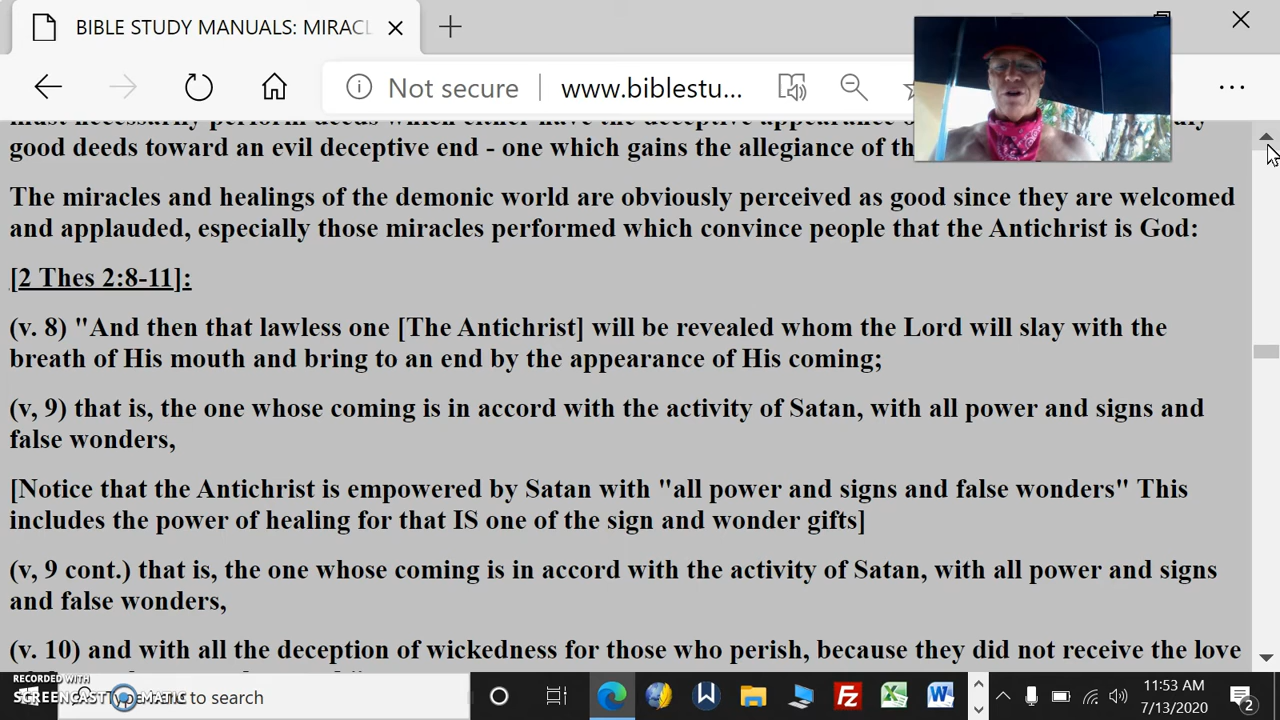 BIBLE STUDY MANUALS: MIRACL
Not secure
www.biblestu...
good deeds toward an evil deceptive end - one which gains the allegiance of th
The miracles and healings of the demonic world are obviously perceived as good since they are welcomed
and applauded, especially those miracles performed which convince people that the Antichrist is God:
[2 Thes 2:8-11]:
(v. 8) "And then that lawless one [The Antichrist] will be revealed whom the Lord will slay with the
breath of His mouth and bring to an end by the appearance of His coming;
(v, 9) that is, the one whose coming is in accord with the activity of Satan, with all power and signs and
false wonders,
[Notice that the Antichrist is empowered by Satan with "all power and signs and false wonders" This
includes the power of healing for that IS one of the sign and wonder gifts]
(v, 9 cont.) that is, the one whose coming is in accord with the activity of Satan, with all power and signs
and false wonders,
(v. 10) and with all the deception of wickedness for those who perish, because they did not receive the love
RECORDED WITH
SCREENCAST MATIC
to search
11:53 AM
7/13/2020
2